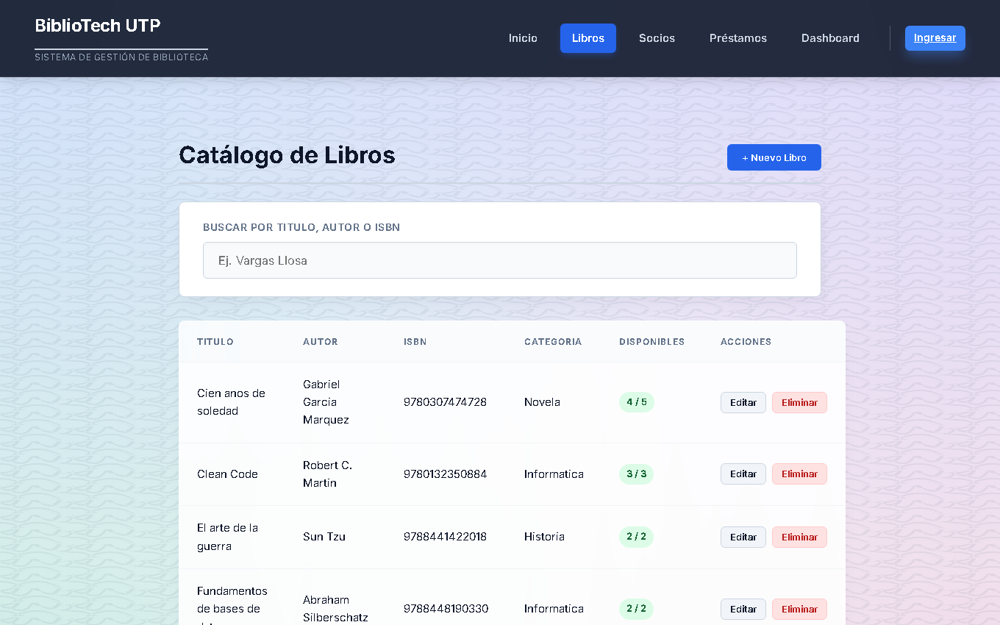 BiblioTech UTP
SISTEMA DE GESTIÓN DE BIBLIOTECA
Inicio
Libros
Socios
Préstamos
Dashboard
Ingresar
Catálogo de Libros
+ Nuevo Libro
BUSCAR POR TITULO, AUTOR O ISBN
Ej. Vargas Llosa
TITULO AUTOR ISBN CATEGORIA DISPONIBLES ACCIONES
Cien anos de
soledad
Gabriel
Garcia
Marquez
9780307474728
Novela
4 / 5
Editar
Eliminar
Clean Code
Robert C.
Martin
9780132350884
Informatica
3 / 3
Editar
Eliminar
El arte de la
guerra
Sun Tzu
9788441422018
Historia
2 / 2
Editar
Eliminar
Fundamentos
de bases de
Abraham
Silberschatz
9788448190330
Informatica
2 / 2
Editar
Eliminar